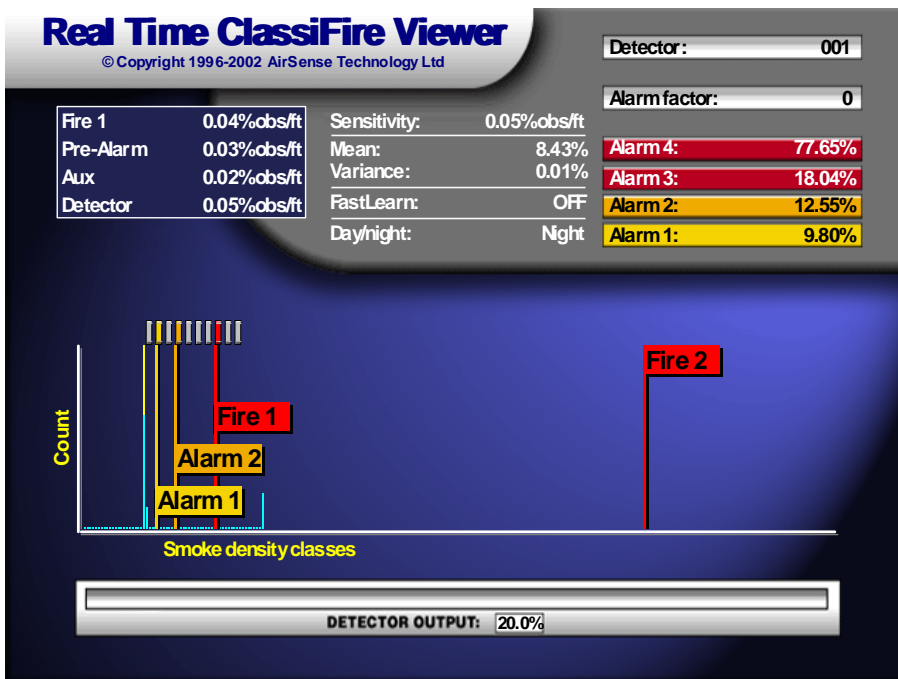 Real Time ClassiFire Viewer
© Copyright 1996-2002 AirSense Technology Ltd
Detector: 001
Alarm factor: 0
Fire 1 0.04%obs/ft
Pre-Alarm 0.03%obs/ft
Aux 0.02%obs/ft
Detector 0.05%obs/ft
Sensitivity: 0.05%obs/ft
Mean: 8.43%
Variance: 0.01%
FastLearn: OFF
Day/night: Night
Alarm 4: 77.65%
Alarm 3: 18.04%
Alarm 2: 12.55%
Alarm 1: 9.80%
Fire 2
Fire 1
Alarm 2
Alarm 1
Count
Smoke density classes
DETECTOR OUTPUT: 20.0%